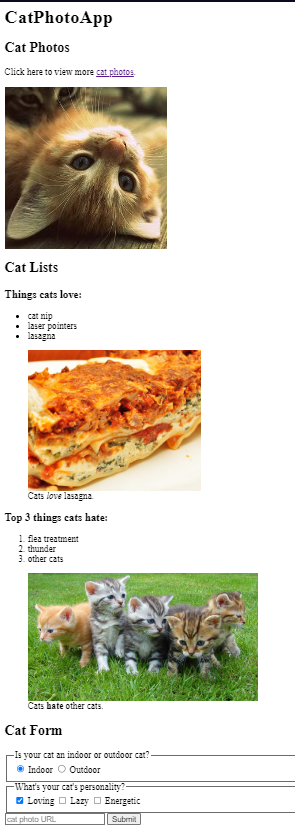 CatPhotoApp
Cat Photos
Click here to view more cat photos.
Cat Lists
Things cats love:
cat nip
laser pointers
lasagna
Cats love lasagna.
Top 3 things cats hate:
1. flea treatment
2. thunder
3. other cats
Cats hate other cats.
Cat Form
Is your cat an indoor or outdoor cat?
Indoor Outdoor
What's your cat's personality?
Loving Lazy Energetic
cat photo URL Submit